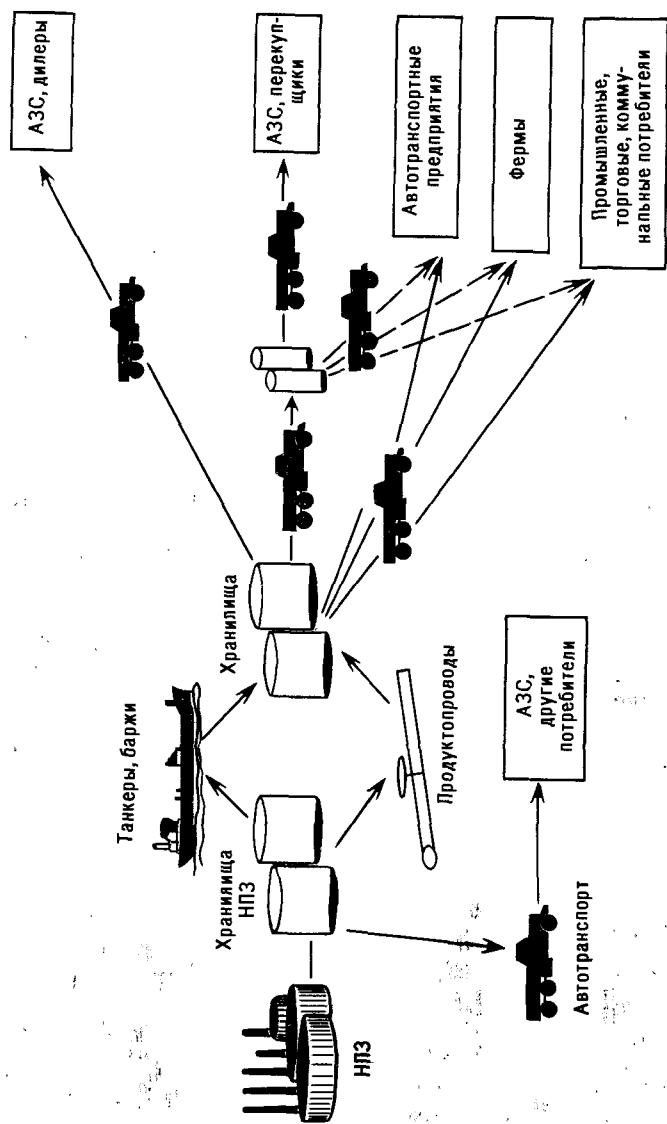 НПЗ
Хранилища
НПЗ
Танкеры, баржи
Продуктопроводы
Автотранспорт
АЗС,
другие
потребители
Хранилища
АЗС, дилеры
АЗС, перекуп-
щики
Автотранспортные
предприятия
Фермы
Промышленные,
торговые, комму-
нальные потребители